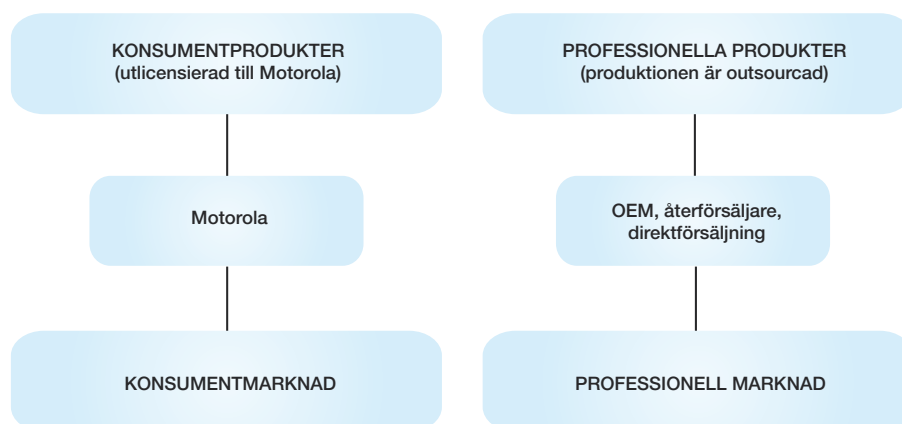 KONSUMENTPRODUKTER
(utlicensierad till Motorola)
Motorola
KONSUMENTMARKNAD
PROFESSIONELLA PRODUKTER
(produktionen är outsourcad)
OEM, återförsäljare,
direktförsäljning
PROFESSIONELL MARKNAD